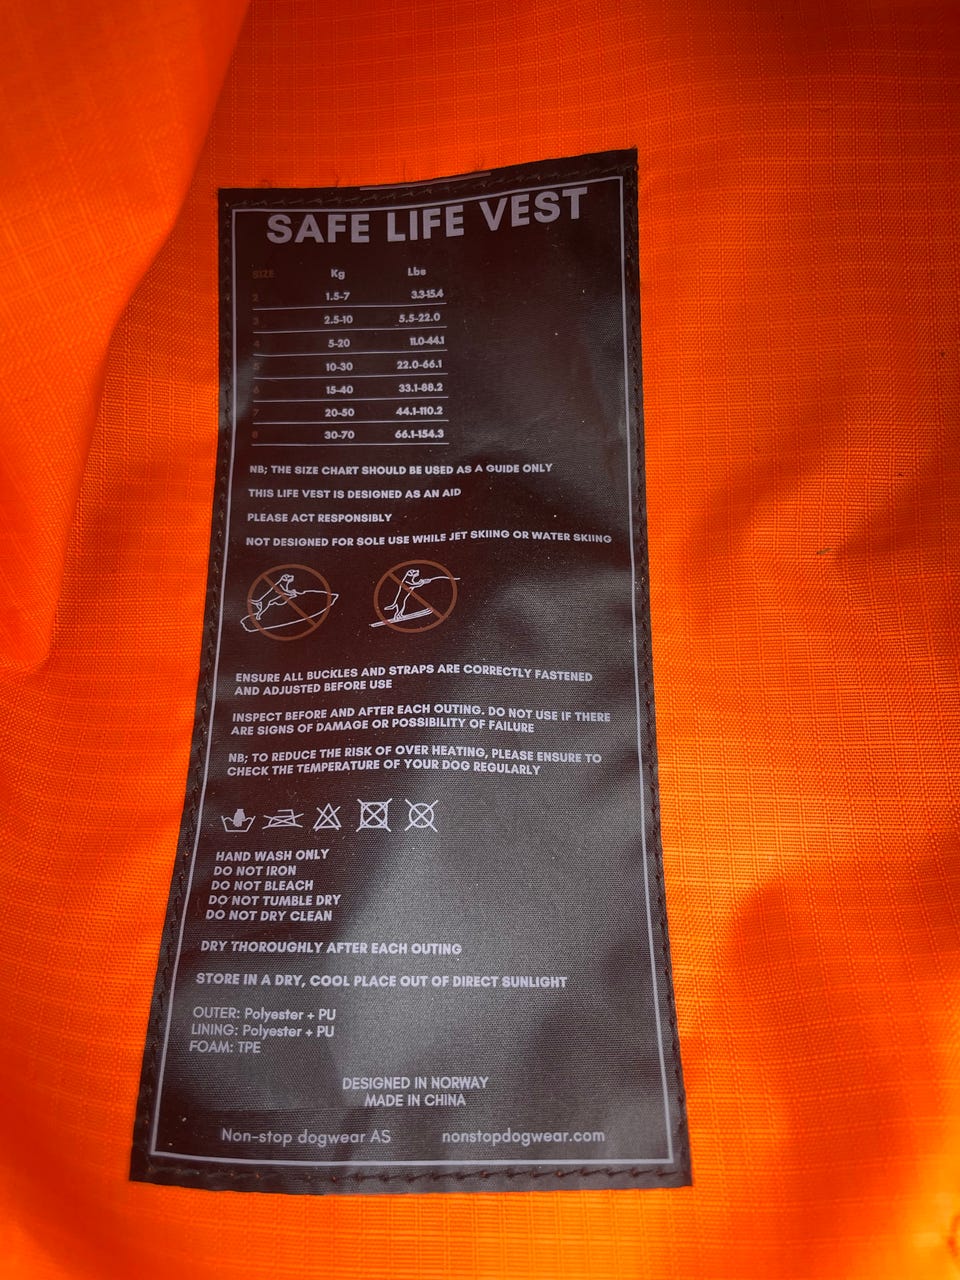 SAFE LIFE VEST
SIZE Kg Lbs
2 1.5-7 3.3-15.4
3 2.5-10 5.5-22.0
4 5-20 11.0-44.1
5 10-30 22.0-66.1
6 15-40 33.1-88.2
7 20-50 44.1-110.2
8 30-70 66.1-154.3
NB; THE SIZE CHART SHOULD BE USED AS A GUIDE ONLY
THIS LIFE VEST IS DESIGNED AS AN AID
PLEASE ACT RESPONSIBLY
NOT DESIGNED FOR SOLE USE WHILE JET SKIING OR WATER SKIING
ENSURE ALL BUCKLES AND STRAPS ARE CORRECTLY FASTENED
AND ADJUSTED BEFORE USE
INSPECT BEFORE AND AFTER EACH OUTING. DO NOT USE IF THERE
ARE SIGNS OF DAMAGE OR POSSIBILITY OF FAILURE
NB; TO REDUCE THE RISK OF OVER HEATING, PLEASE ENSURE TO
CHECK THE TEMPERATURE OF YOUR DOG REGULARLY
HAND WASH ONLY
DO NOT IRON
DO NOT BLEACH
DO NOT TUMBLE DRY
DO NOT DRY CLEAN
DRY THOROUGHLY AFTER EACH OUTING
STORE IN A DRY, COOL PLACE OUT OF DIRECT SUNLIGHT
OUTER: Polyester + PU
LINING: Polyester + PU
FOAM: TPE
DESIGNED IN NORWAY
MADE IN CHINA
Non-stop dogwear AS nonstopdogwear.com